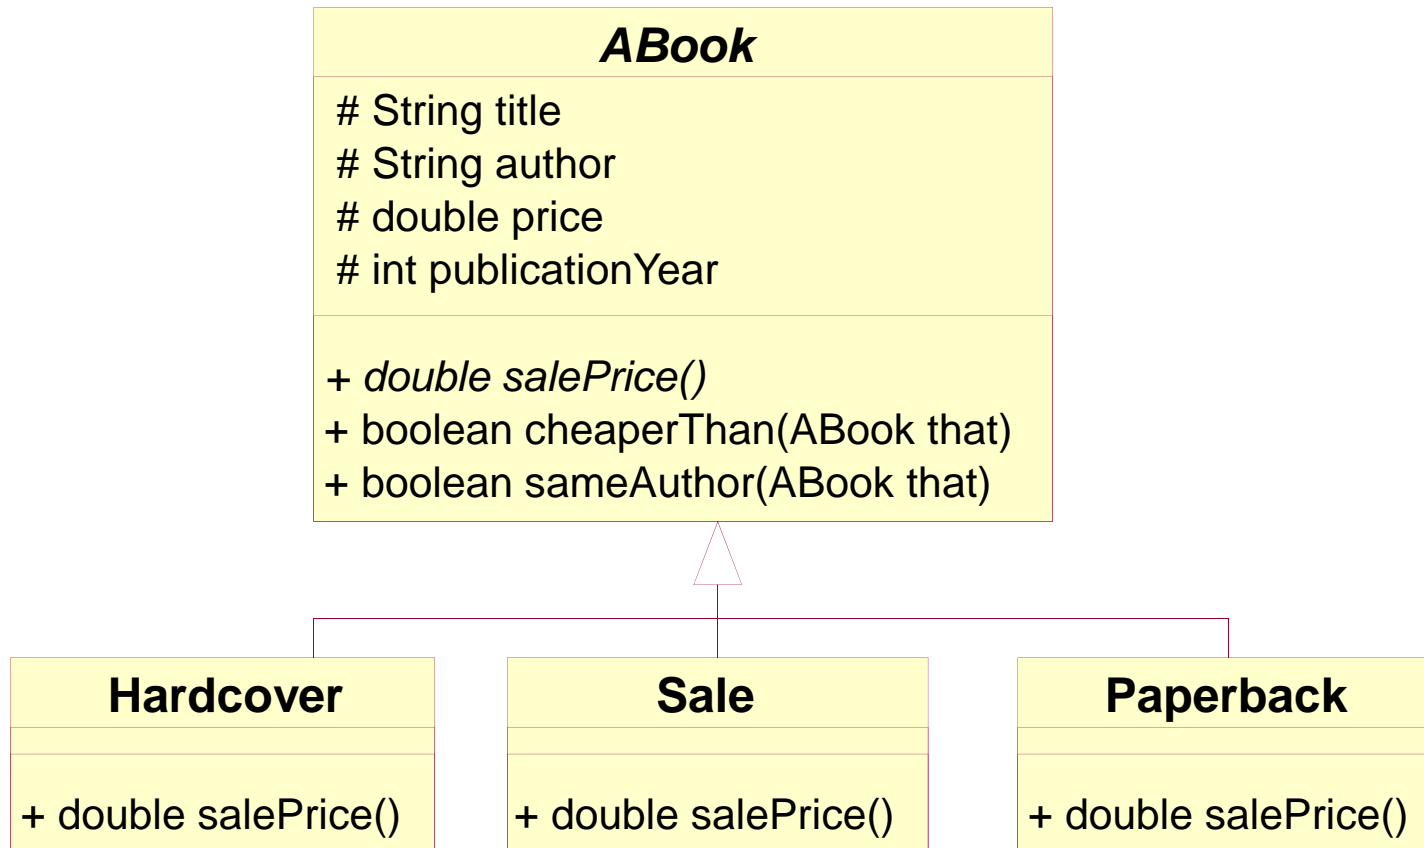 ABook
# String title
# String author
# double price
# int publicationYear
+ double salePrice()
+ boolean cheaperThan(ABook that)
+ boolean sameAuthor(ABook that)
Hardcover
+ double salePrice()
Sale
+ double salePrice()
Paperback
+ double salePrice()